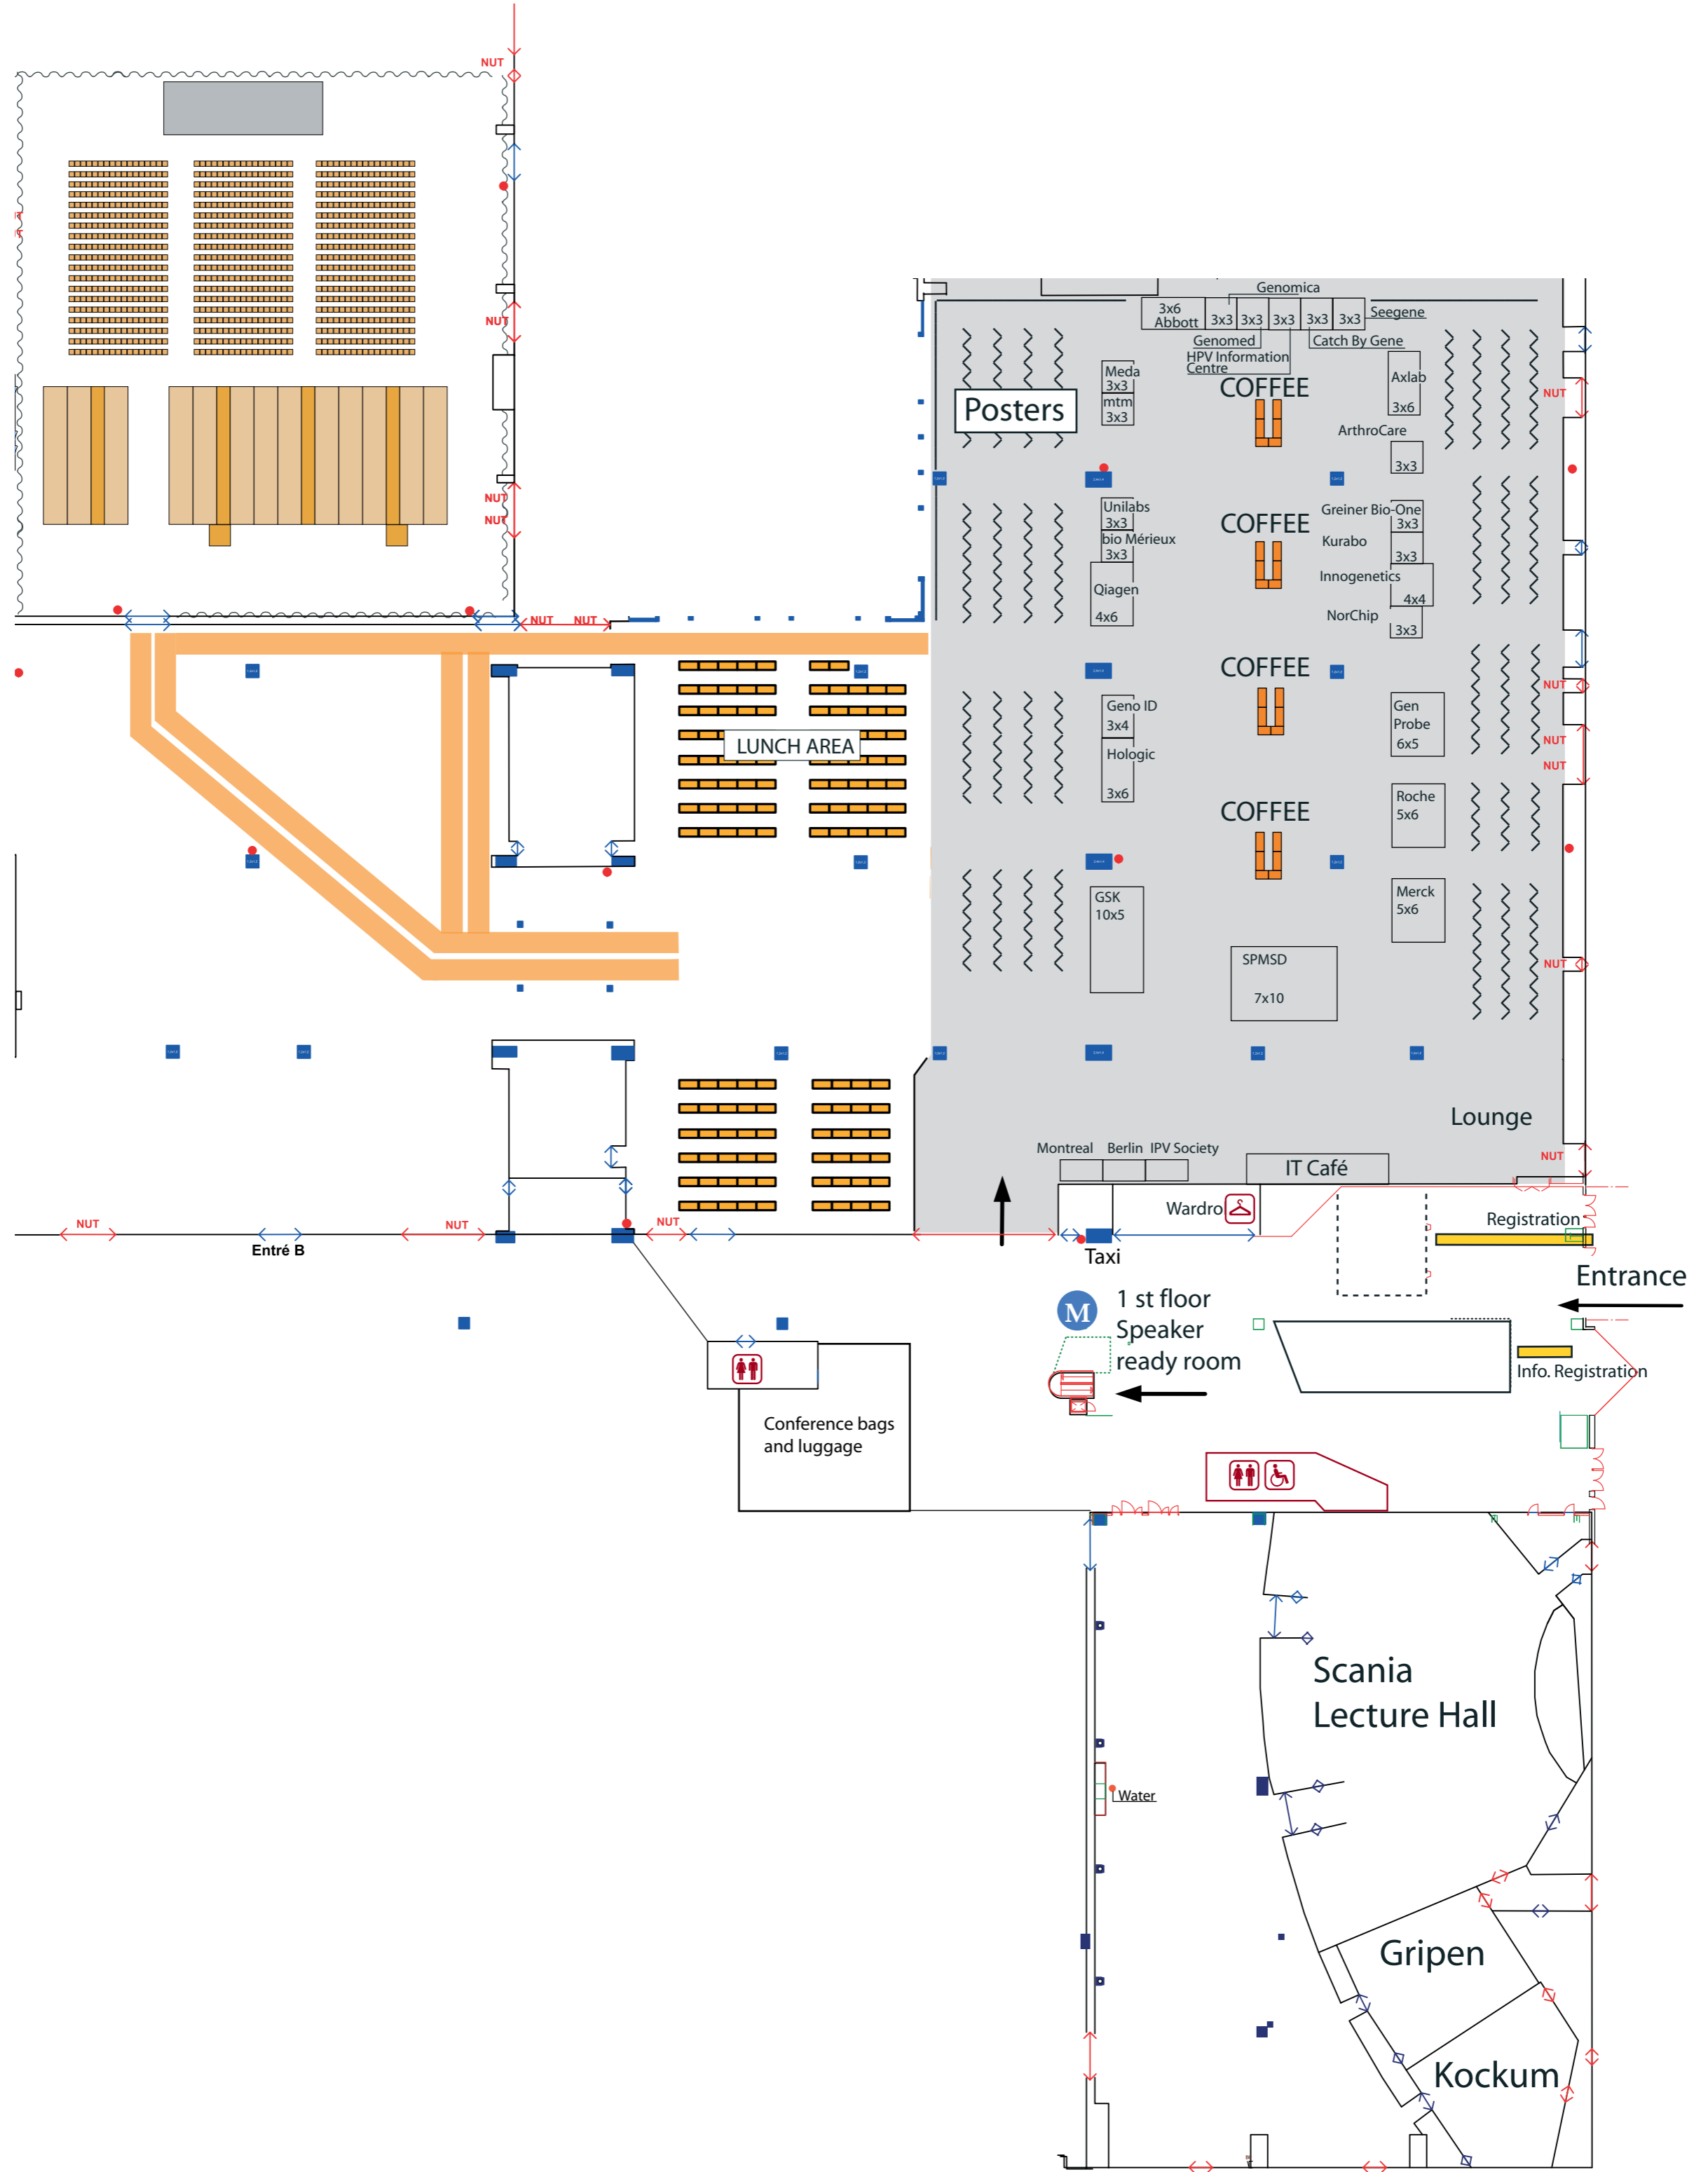 NUT
NUT
NUT
NUT
NUT
NUT
Genomica
3x6
Abbott
3x3
3x3
3x3
3x3
3x3
Seegene
Genomed
Catch By Gene
HPV Information
Centre
Meda
3x3
mtm
3x3
COFFEE
Axlab
3x6
NUT
Posters
ArthroCare
3x3
Unilabs
3x3
bio Mérieux
3x3
Qiagen
4x6
COFFEE
Greiner Bio-One
3x3
Kurabo
3x3
Innogenetics
4x4
NorChip
3x3
COFFEE
Geno ID
3x4
Hologic
3x6
Gen
Probe
6x5
NUT
NUT
NUT
LUNCH AREA
Roche
5x6
COFFEE
GSK
10x5
Merck
5x6
SPMSD
7x10
NUT
Lounge
Montreal
Berlin
IPV Society
IT Café
NUT
Wardro
Registration
NUT
Entré B
NUT
NUT
Taxi
Entrance
M
1 st floor
Speaker
ready room
Info. Registration
Conference bags
and luggage
Scania
Lecture Hall
Water
Gripen
Kockum